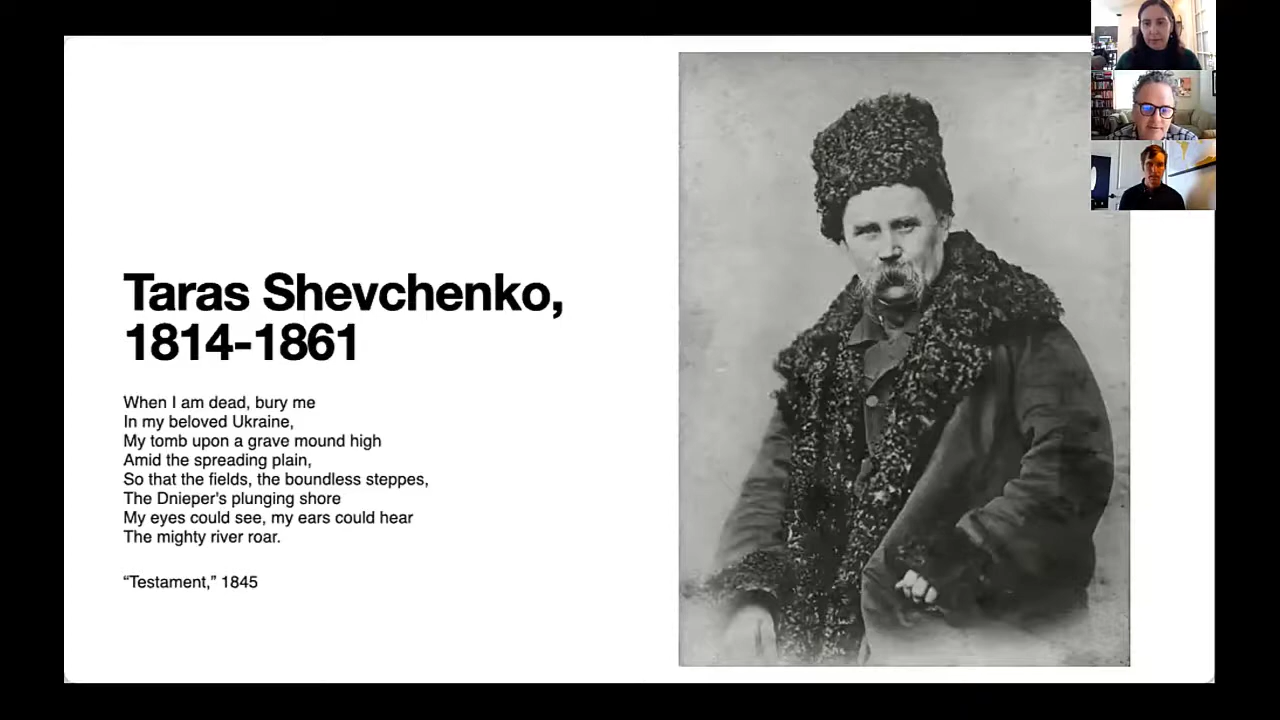 Taras Shevchenko,
1814-1861
When I am dead, bury me
In my beloved Ukraine,
My tomb upon a grave mound high
Amid the spreading plain,
So that the fields, the boundless steppes,
The Dnieper's plunging shore
My eyes could see, my ears could hear
The mighty river roar.
“Testament,” 1845